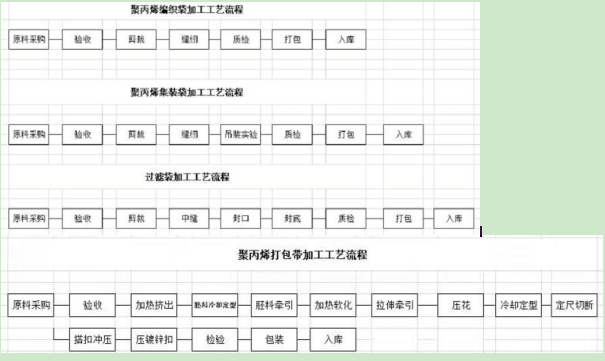 聚丙烯编织袋加工工艺流程
原料采购 验收 剪裁 缝纫 质检 打包 入库
聚丙烯集装袋加工工艺流程
原料采购 验收 剪裁 缝纫 吊装实验 质检 打包 入库
过滤袋加工工艺流程
原料采购 验收 剪裁 中缝 封口 封底 质检 打包 入库
聚丙烯打包带加工工艺流程
原料采购 验收 加热挤出 胚料冷却定型 胚料牵引 加热软化 拉伸牵引 压花 冷却定型 定尺切断
搭扣冲压 压镀锌扣 检验 包装 入库